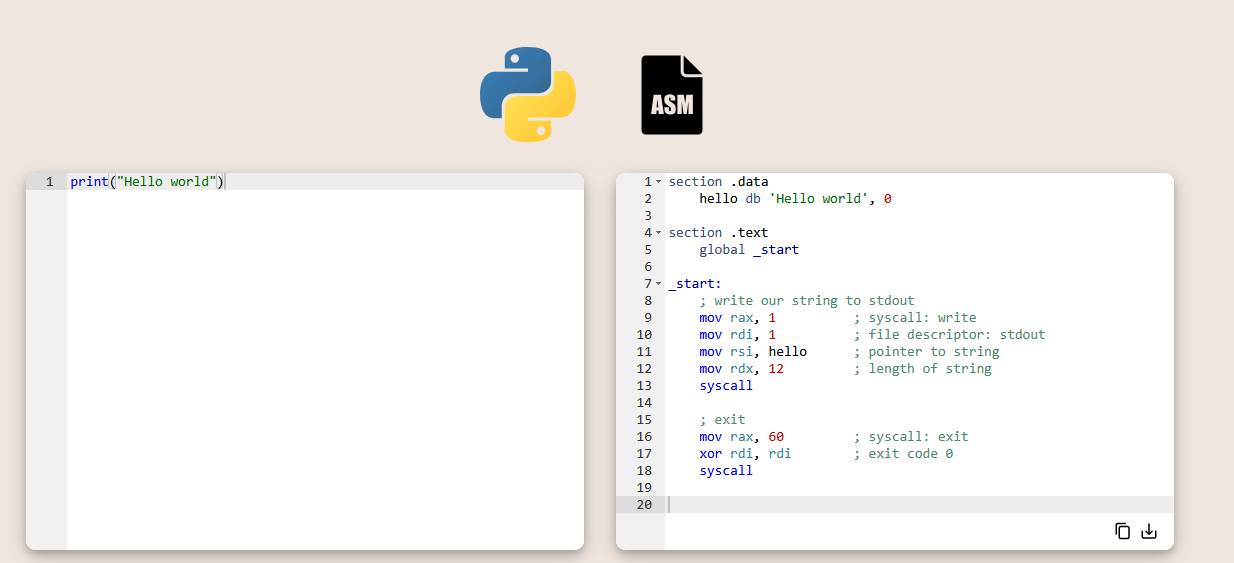 ASM
1 print("Hello world")
1 section .data
2     hello db 'Hello world', 0
3
4 section .text
5     global _start
6
7 _start:
8     ; write our string to stdout
9     mov rax, 1          ; syscall: write
10     mov rdi, 1          ; file descriptor: stdout
11     mov rsi, hello      ; pointer to string
12     mov rdx, 12         ; length of string
13     syscall
14
15     ; exit
16     mov rax, 60         ; syscall: exit
17     xor rdi, rdi        ; exit code 0
18     syscall
19
20